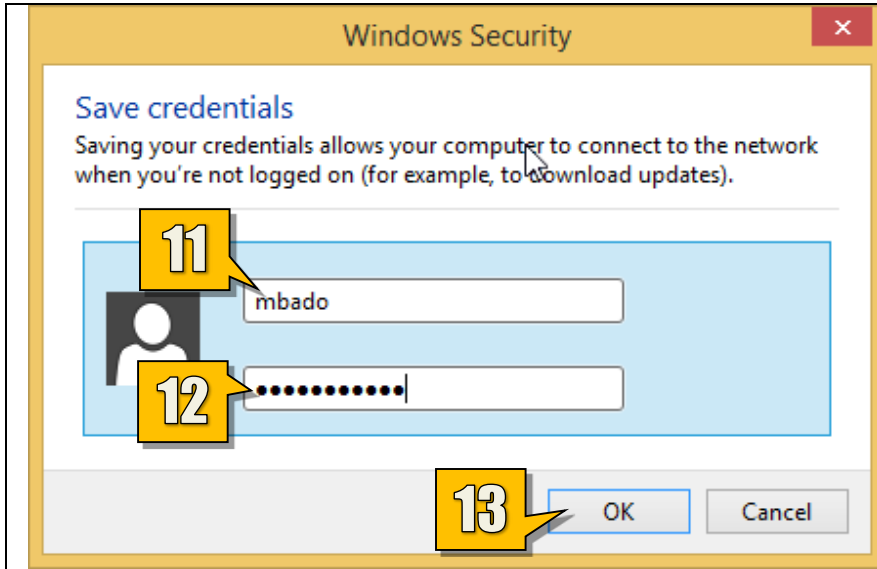 Windows Security
Save credentials
Saving your credentials allows your computer to connect to the network
when you're not logged on (for example, to download updates).
11
mbado
12
•••••••••••
13
OK
Cancel